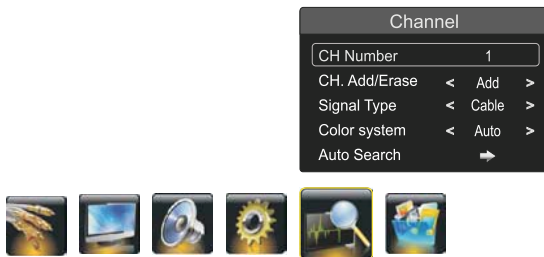 Channel
CH Number 1
CH. Add/Erase < Add >
Signal Type < Cable >
Color system < Auto >
Auto Search